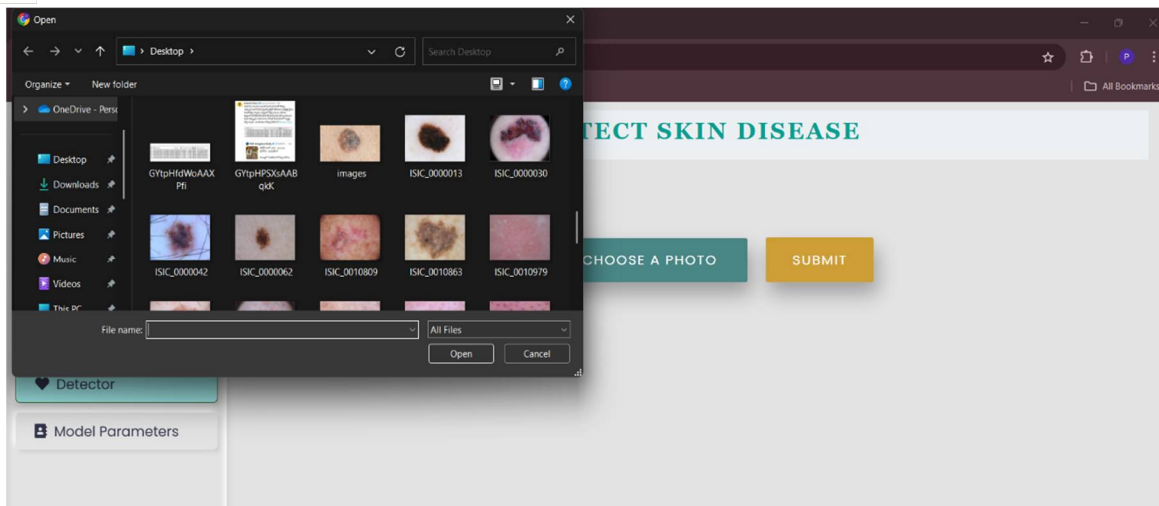 Open
Desktop
Search Desktop
Organize
New folder
OneDrive - Pers
Desktop
Downloads
Documents
Pictures
Music
Videos
This PC
GYtpHfdWoAAX
Pfi
GYtpHPSXsAAB
qkK
images
ISIC_0000013
ISIC_0000030
ISIC_0000042
ISIC_0000062
ISIC_0010809
ISIC_0010863
ISIC_0010979
File name:
All Files
Open
Cancel
P
All Bookmarks
TECT SKIN DISEASE
CHOOSE A PHOTO
SUBMIT
Detector
Model Parameters